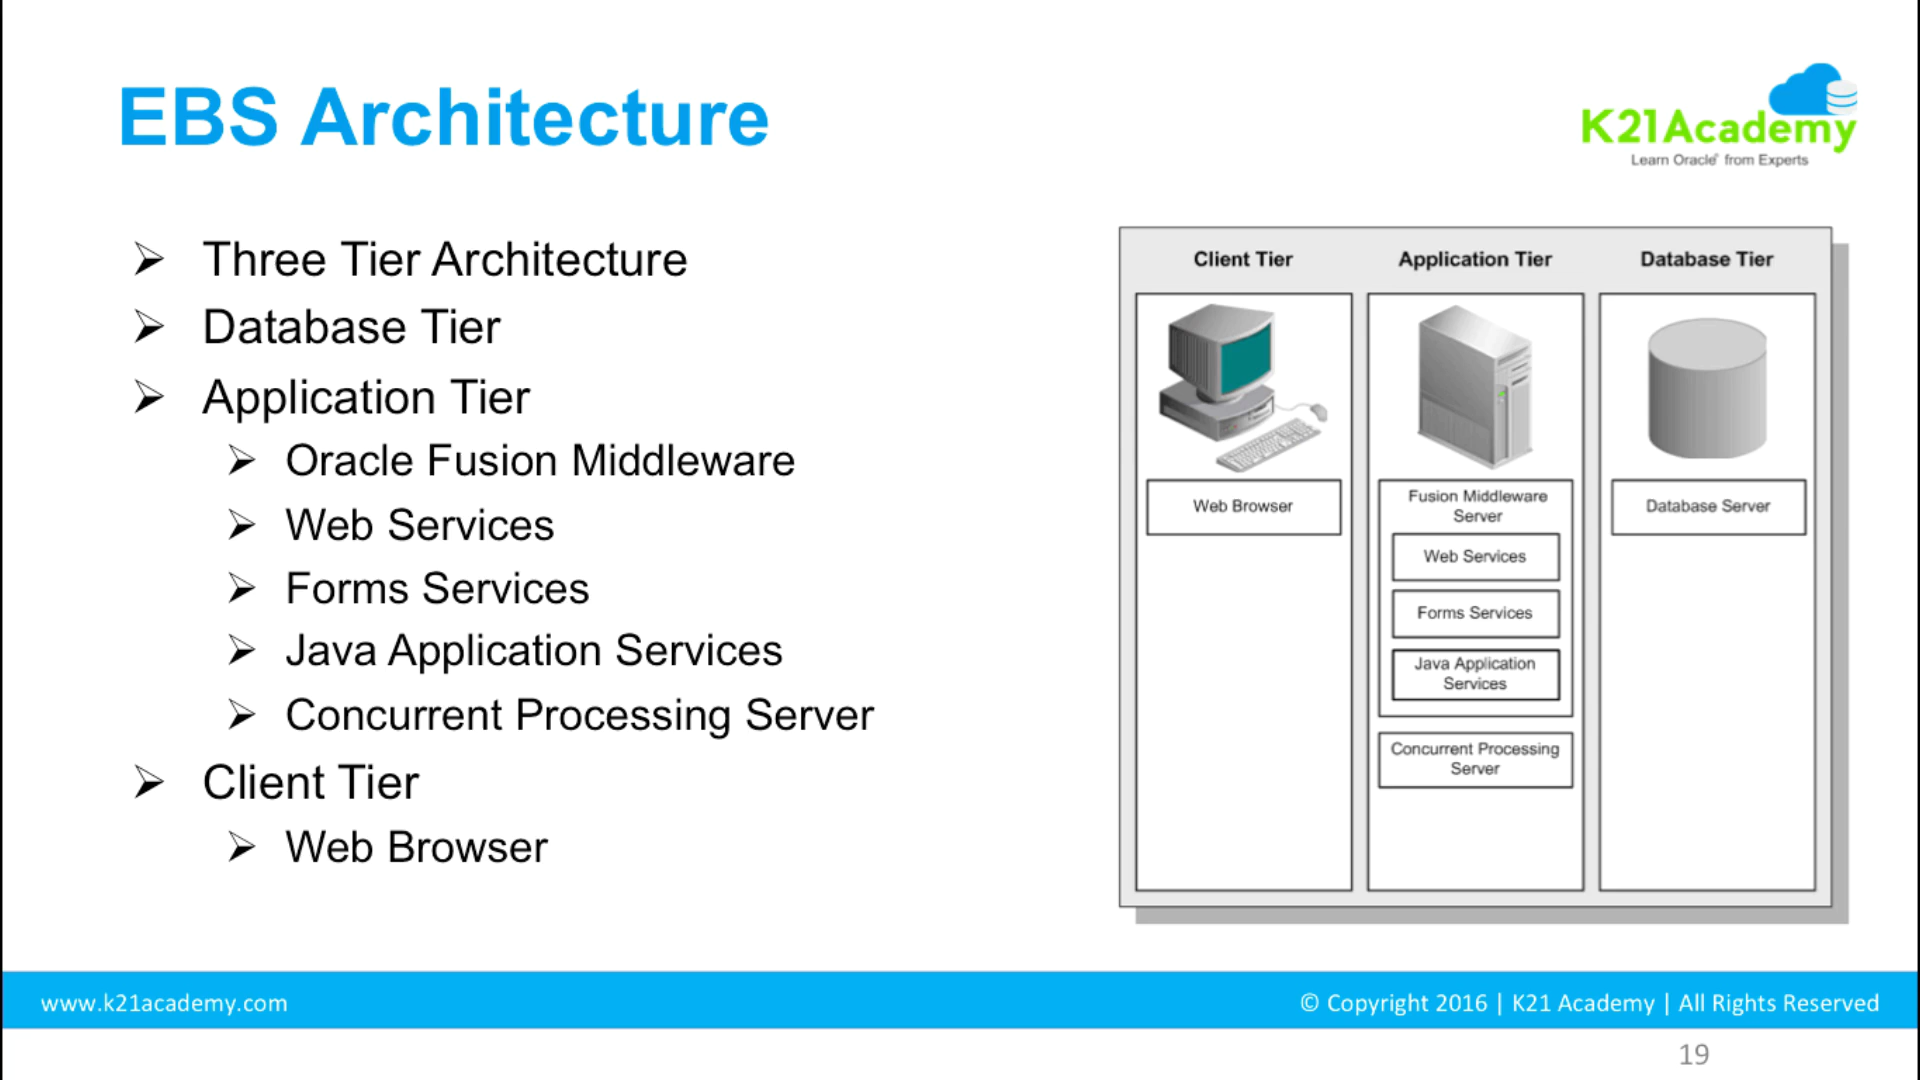 EBS Architecture
K21Academy
Learn Oracle® from Experts
➢ Three Tier Architecture
➢ Database Tier
➢ Application Tier
➢ Oracle Fusion Middleware
➢ Web Services
➢ Forms Services
➢ Java Application Services
➢ Concurrent Processing Server
➢ Client Tier
➢ Web Browser
Client Tier
Web Browser
Application Tier
Fusion Middleware
Server
Web Services
Forms Services
Java Application
Services
Concurrent Processing
Server
Database Tier
Database Server
www.k21academy.com
© Copyright 2016 | K21 Academy | All Rights Reserved
19